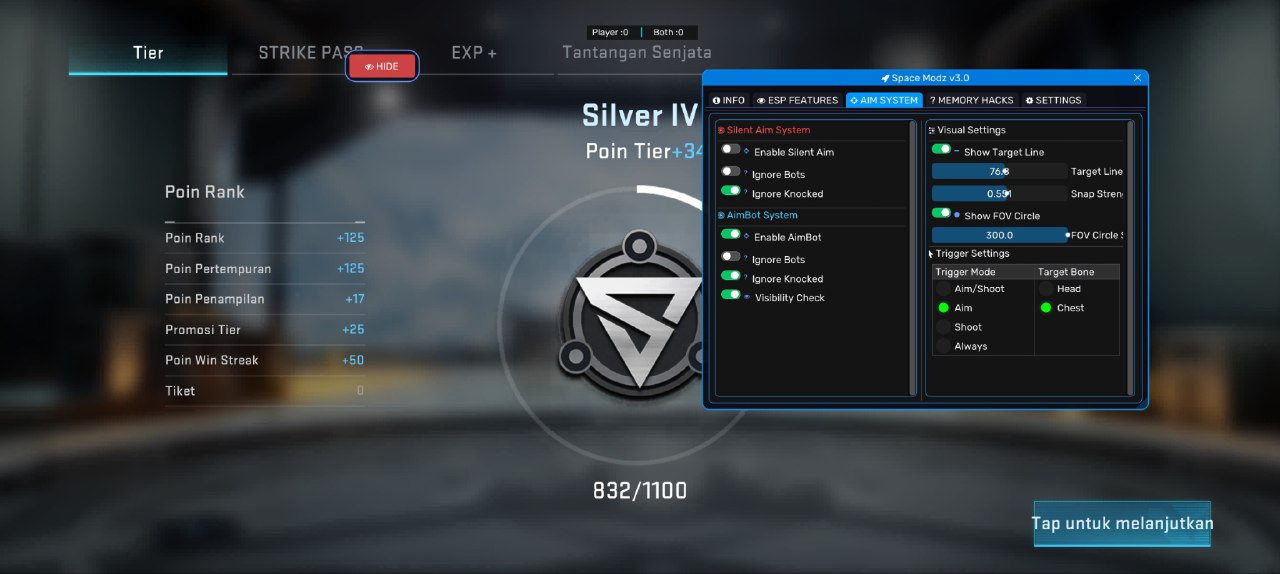 Player :0 | Both :0
Tier
STRIKE PASS
EXP +
Tantangan Senjata
HIDE
Silver IV
Poin Tier+34
Poin Rank
Poin Rank +125
Poin Pertempuran +125
Poin Penampilan +17
Promosi Tier +25
Poin Win Streak +50
Tiket 0
832/1100
Tap untuk melanjutkan
Space Modz v3.0
INFO
ESP FEATURES
AIM SYSTEM
? MEMORY HACKS
SETTINGS
Silent Aim System
Enable Silent Aim
? Ignore Bots
? Ignore Knocked
AimBot System
Enable AimBot
? Ignore Bots
? Ignore Knocked
Visibility Check
Visual Settings
Show Target Line
Target Line
Snap Stren
Show FOV Circle
300.0 FOV Circle S
Trigger Settings
Trigger Mode
Aim/Shoot
Aim
Shoot
Always
Target Bone
Head
Chest